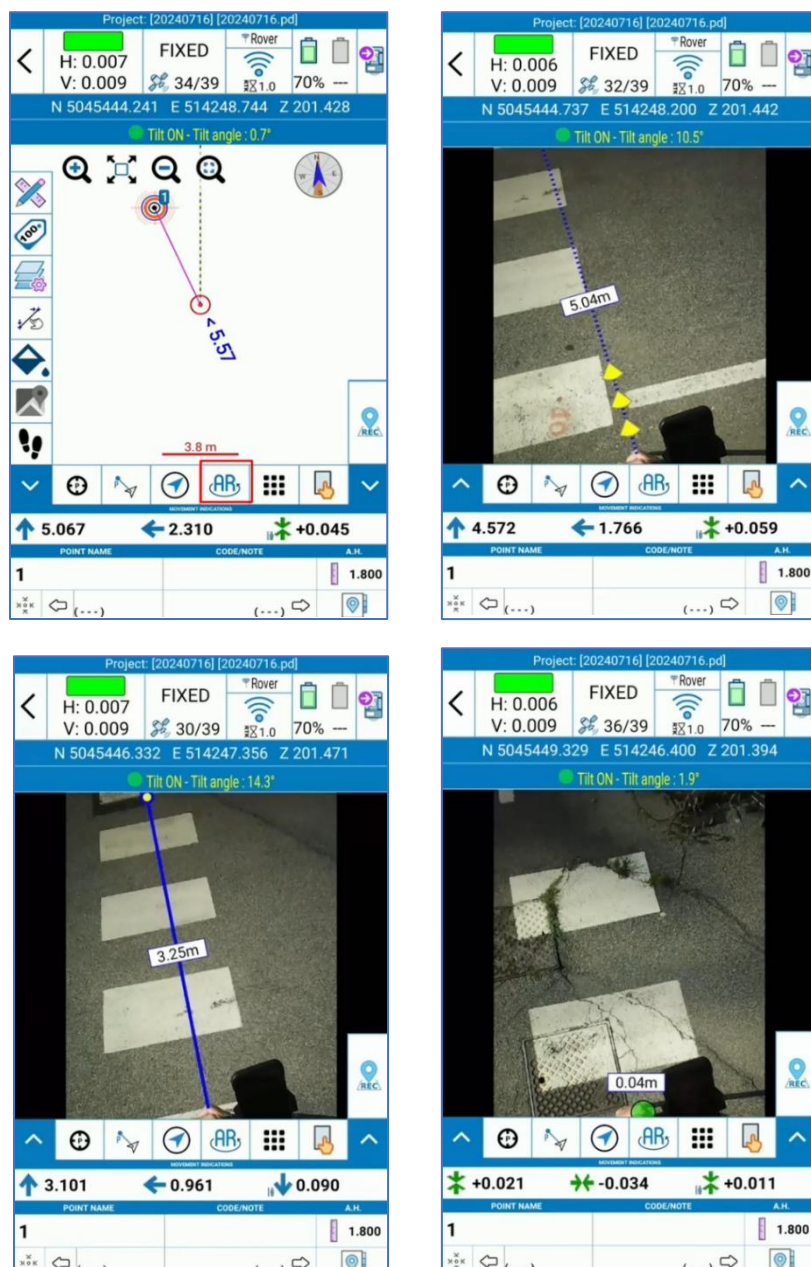 Project: [20240716] [20240716.pd]
H: 0.007
V: 0.009
FIXED
34/39
Rover
1.0
70% ---
N 5045444.241 E 514248.744 Z 201.428
Tilt ON - Tilt angle : 0.7°
N
W
E
S
1
100*
< 5.57
3.8 m
REC
P
AR
MOVEMENT INDICATIONS
5.067 2.310 +0.045
POINT NAME CODE/NOTE A.H.
1 1.800
(---) (---)
Project: [20240716] [20240716.pd]
H: 0.006
V: 0.009
FIXED
32/39
Rover
1.0
70% ---
N 5045444.737 E 514248.200 Z 201.442
Tilt ON - Tilt angle : 10.5°
5.04m
REC
P
AR
MOVEMENT INDICATIONS
4.572 1.766 +0.059
POINT NAME CODE/NOTE A.H.
1 1.800
(---) (---)
Project: [20240716] [20240716.pd]
H: 0.007
V: 0.009
FIXED
30/39
Rover
1.0
70% ---
N 5045446.332 E 514247.356 Z 201.471
Tilt ON - Tilt angle : 14.3°
3.25m
REC
P
AR
MOVEMENT INDICATIONS
3.101 0.961 0.090
POINT NAME CODE/NOTE A.H.
1 1.800
(---) (---)
Project: [20240716] [20240716.pd]
H: 0.006
V: 0.009
FIXED
36/39
Rover
1.0
70% ---
N 5045449.329 E 514246.400 Z 201.394
Tilt ON - Tilt angle : 1.9°
0.04m
REC
P
AR
MOVEMENT INDICATIONS
+0.021 -0.034 +0.011
POINT NAME CODE/NOTE A.H.
1 1.800
(---) (---)